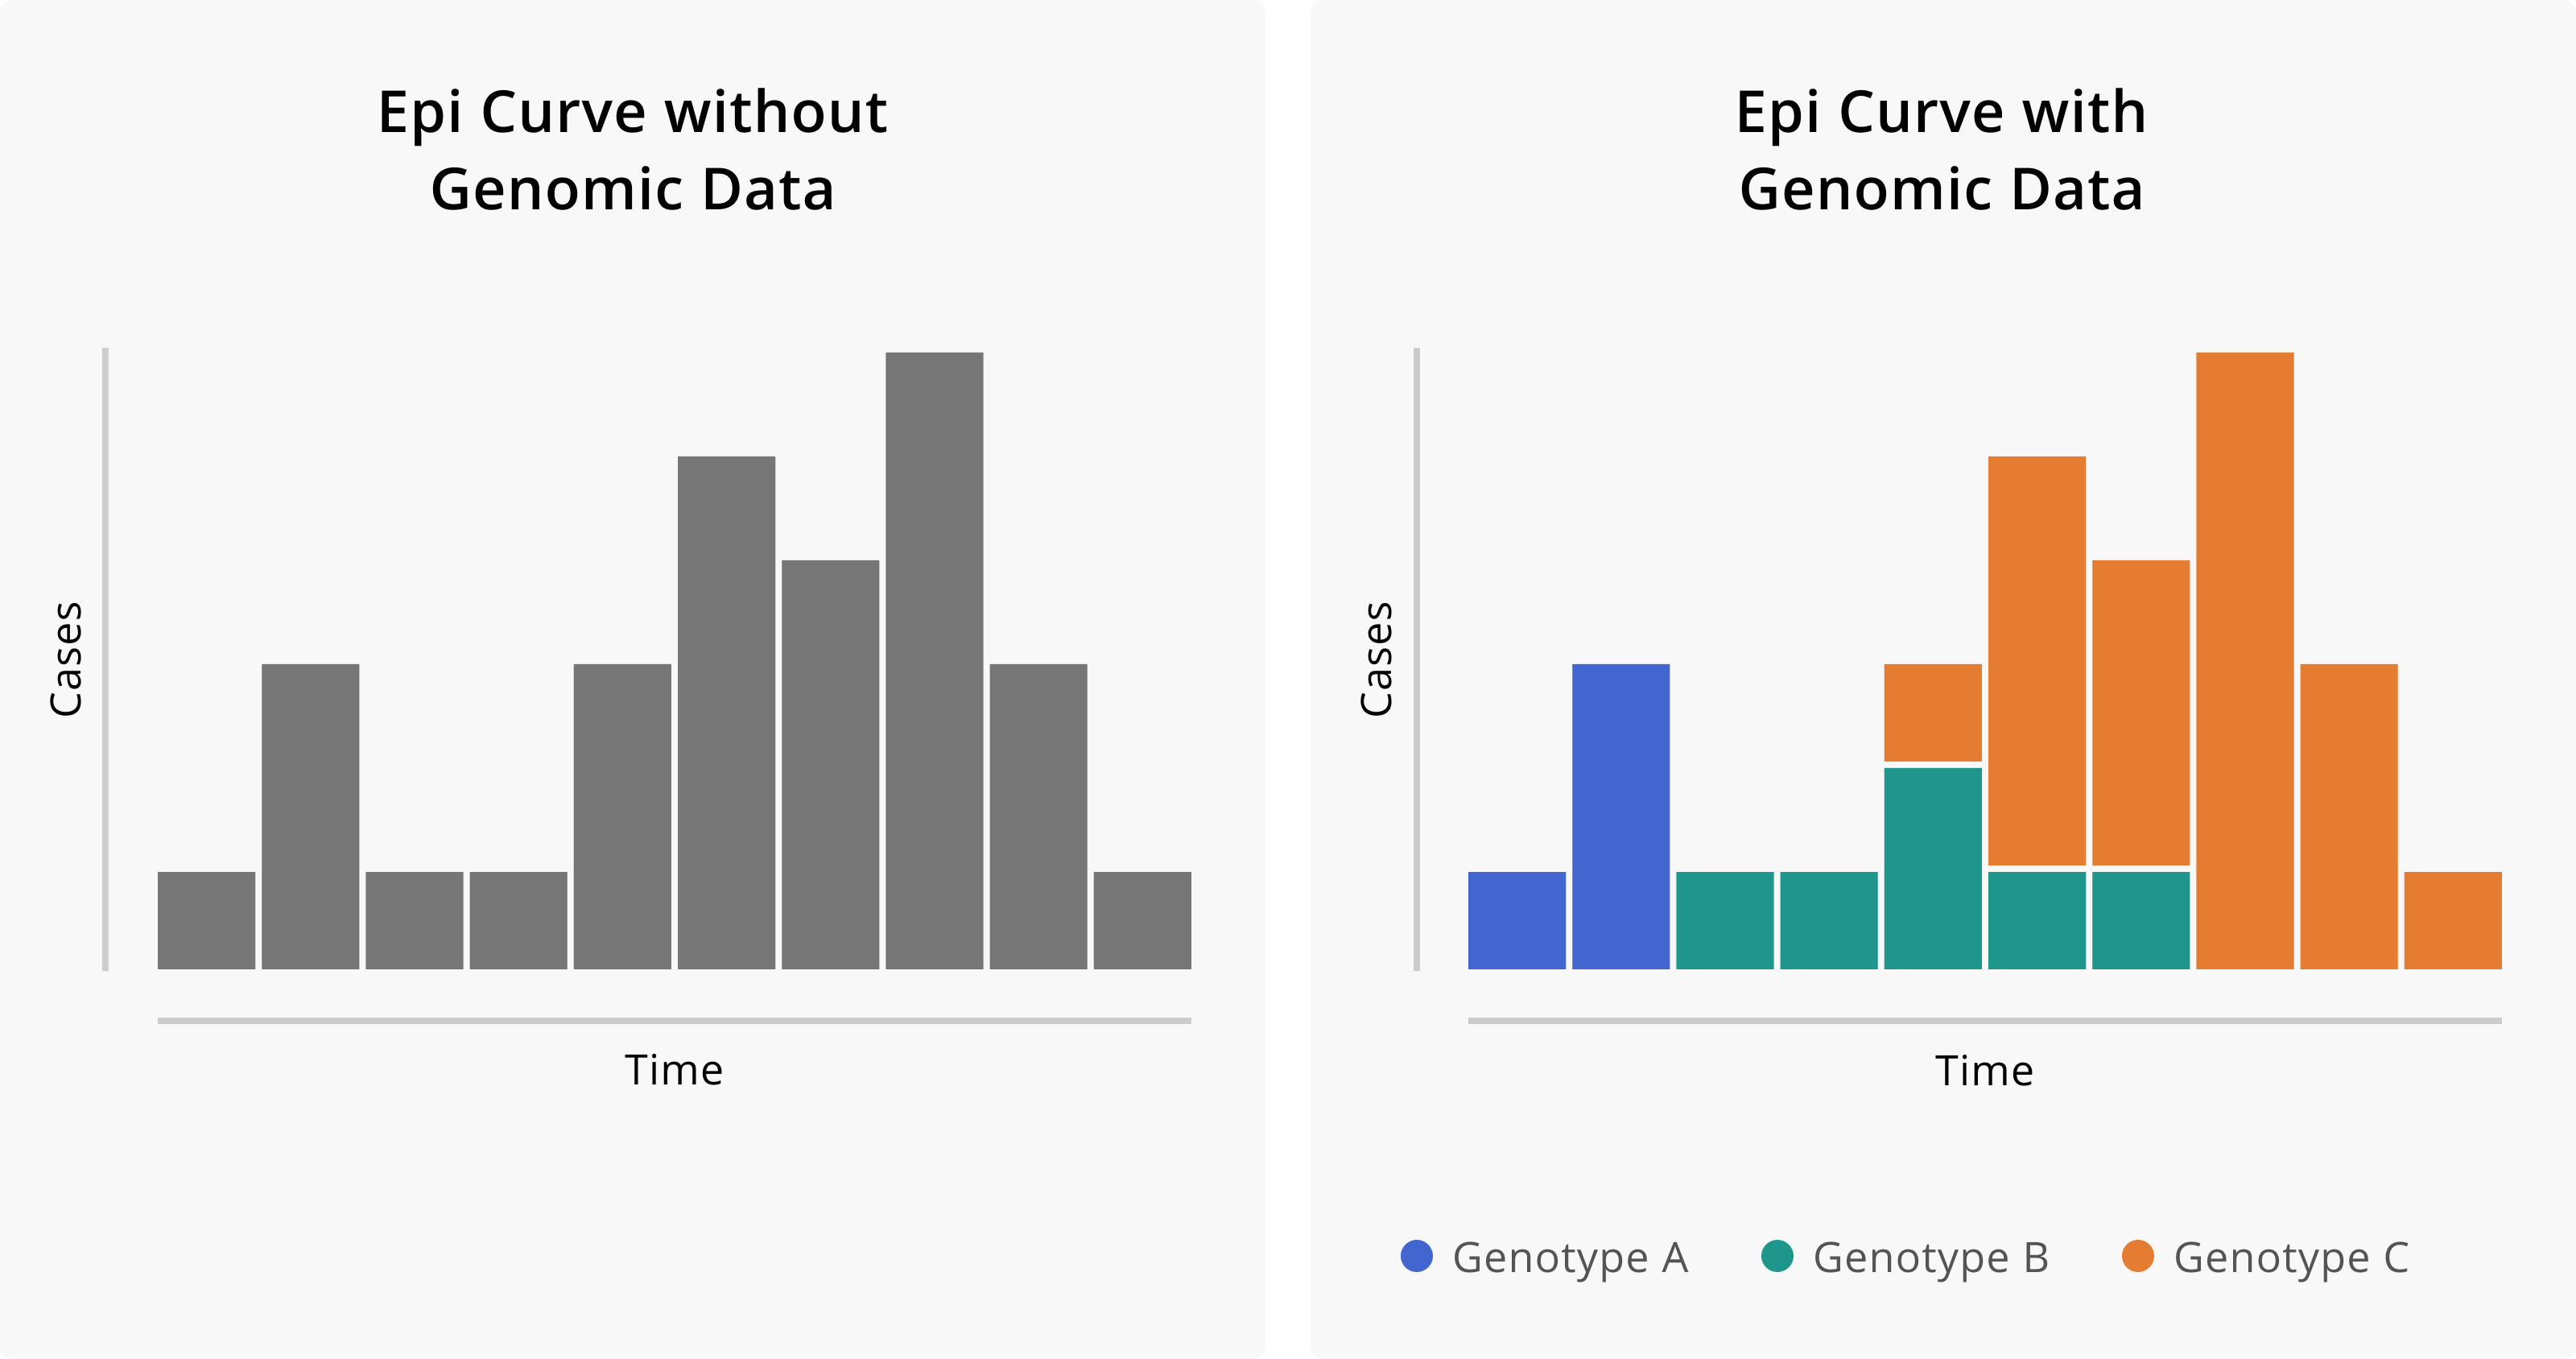 Epi Curve without
Genomic Data
Cases
Time
Epi Curve with
Genomic Data
Cases
Time
Genotype A
Genotype B
Genotype C